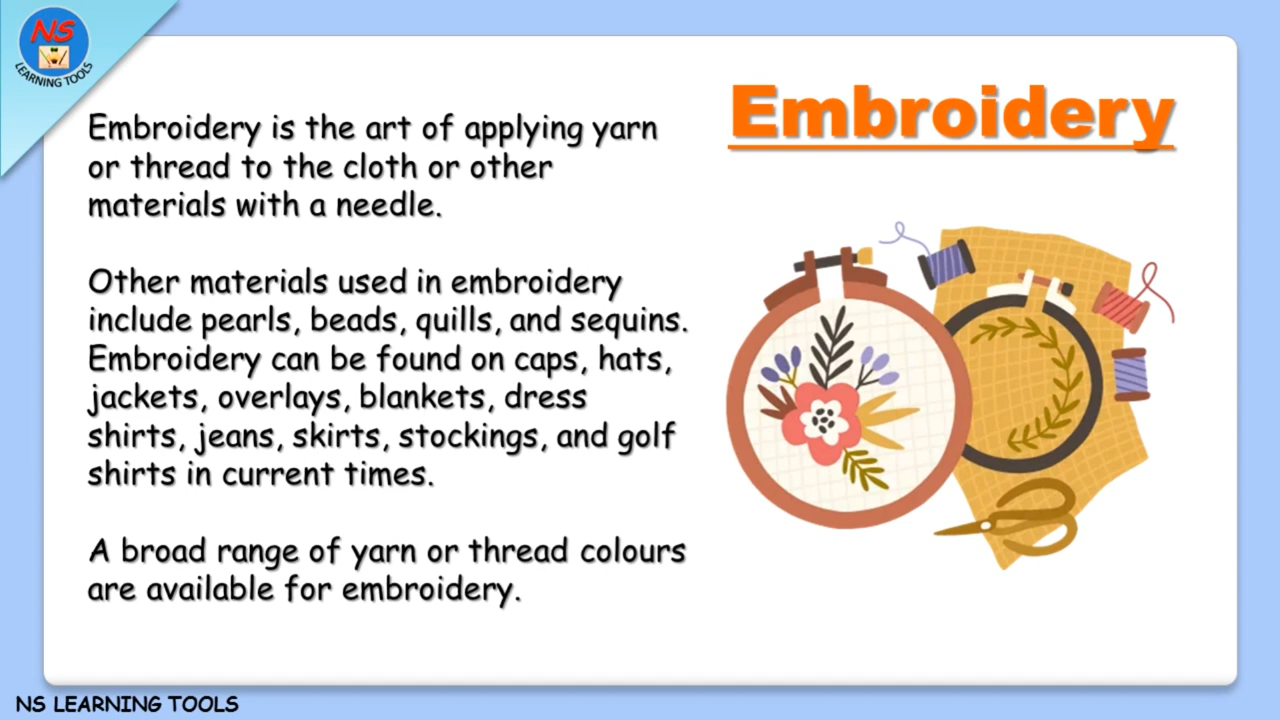 NS
LEARNING TOOLS
Embroidery
Embroidery is the art of applying yarn
or thread to the cloth or other
materials with a needle.
Other materials used in embroidery
include pearls, beads, quills, and sequins.
Embroidery can be found on caps, hats,
jackets, overlays, blankets, dress
shirts, jeans, skirts, stockings, and golf
shirts in current times.
A broad range of yarn or thread colours
are available for embroidery.
NS LEARNING TOOLS